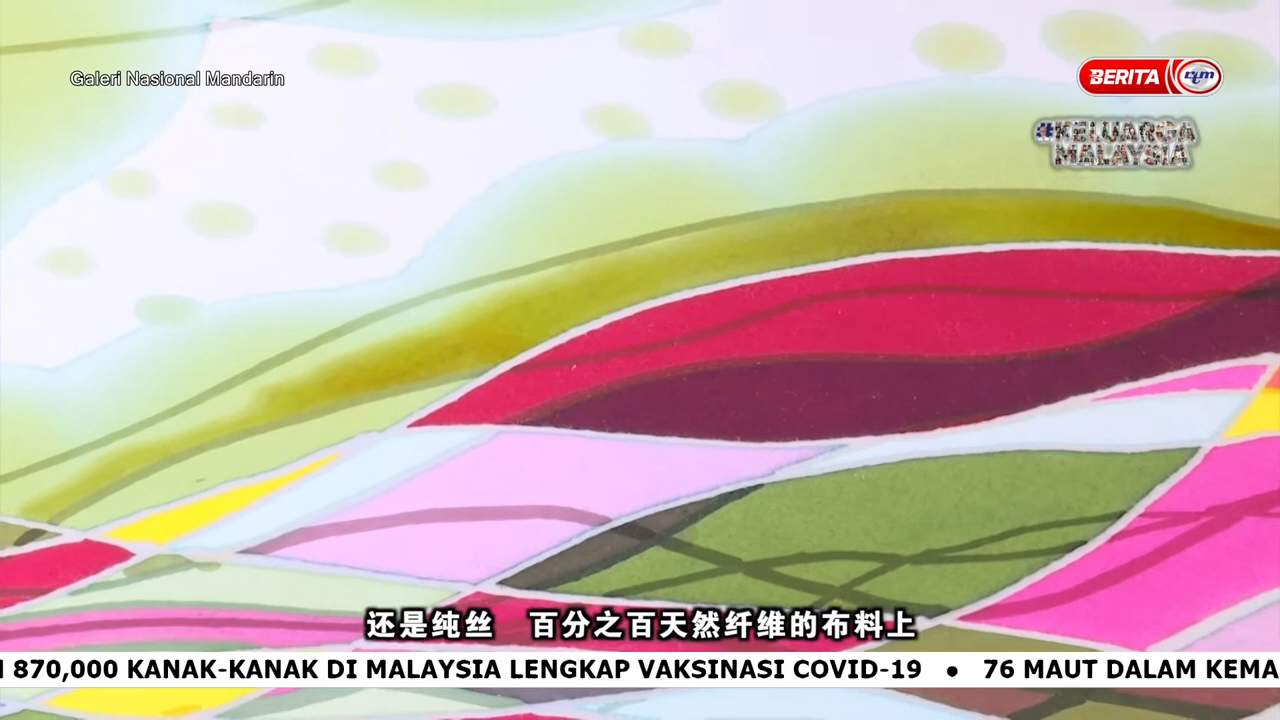 Galeri Nasional Mandarin
BERITA rtm
#KELUARGA
MALAYSIA
还是纯丝 百分之百天然纤维的布料上
870,000 KANAK-KANAK DI MALAYSIA LENGKAP VAKSINASI COVID-19 • 76 MAUT DALAM KEMA